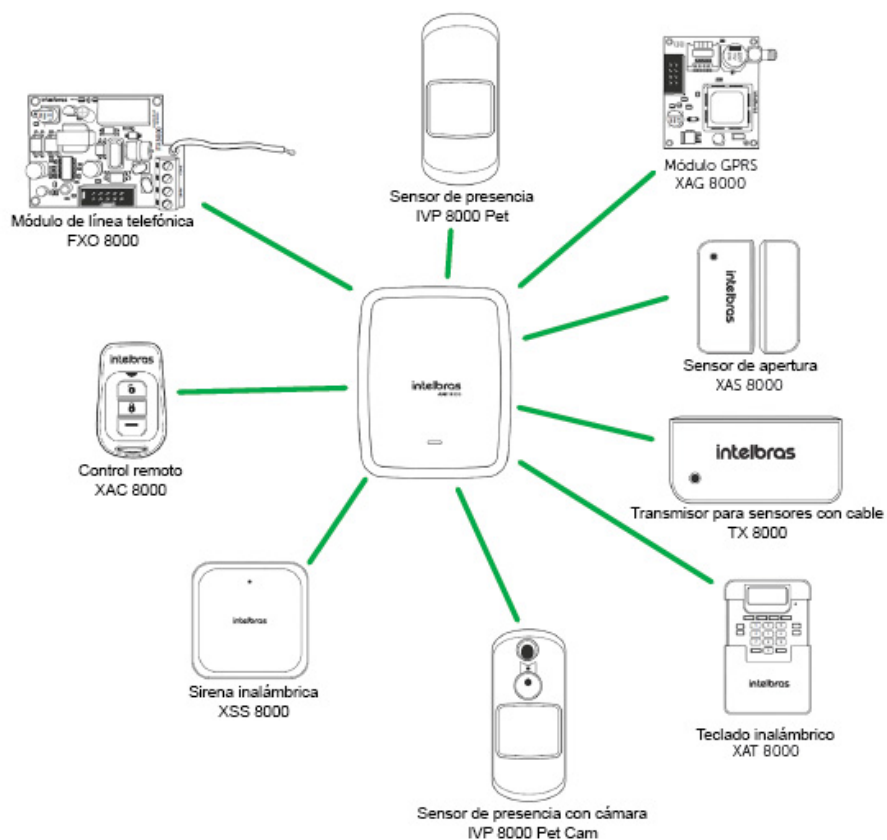 Sensor de presencia
IVP 8000 Pet
Módulo GPRS
XAG 8000
intelbras
Módulo de línea telefónica
FXO 8000
intelbras
Sensor de apertura
XAS 8000
intelbras
intelbras
Control remoto
XAC 8000
intelbras
Transmisor para sensores con cable
TX 8000
intelbras
Sirena inalámbrica
XSS 8000
intelbras
Teclado inalámbrico
XAT 8000
Sensor de presencia con cámara
IVP 8000 Pet Cam